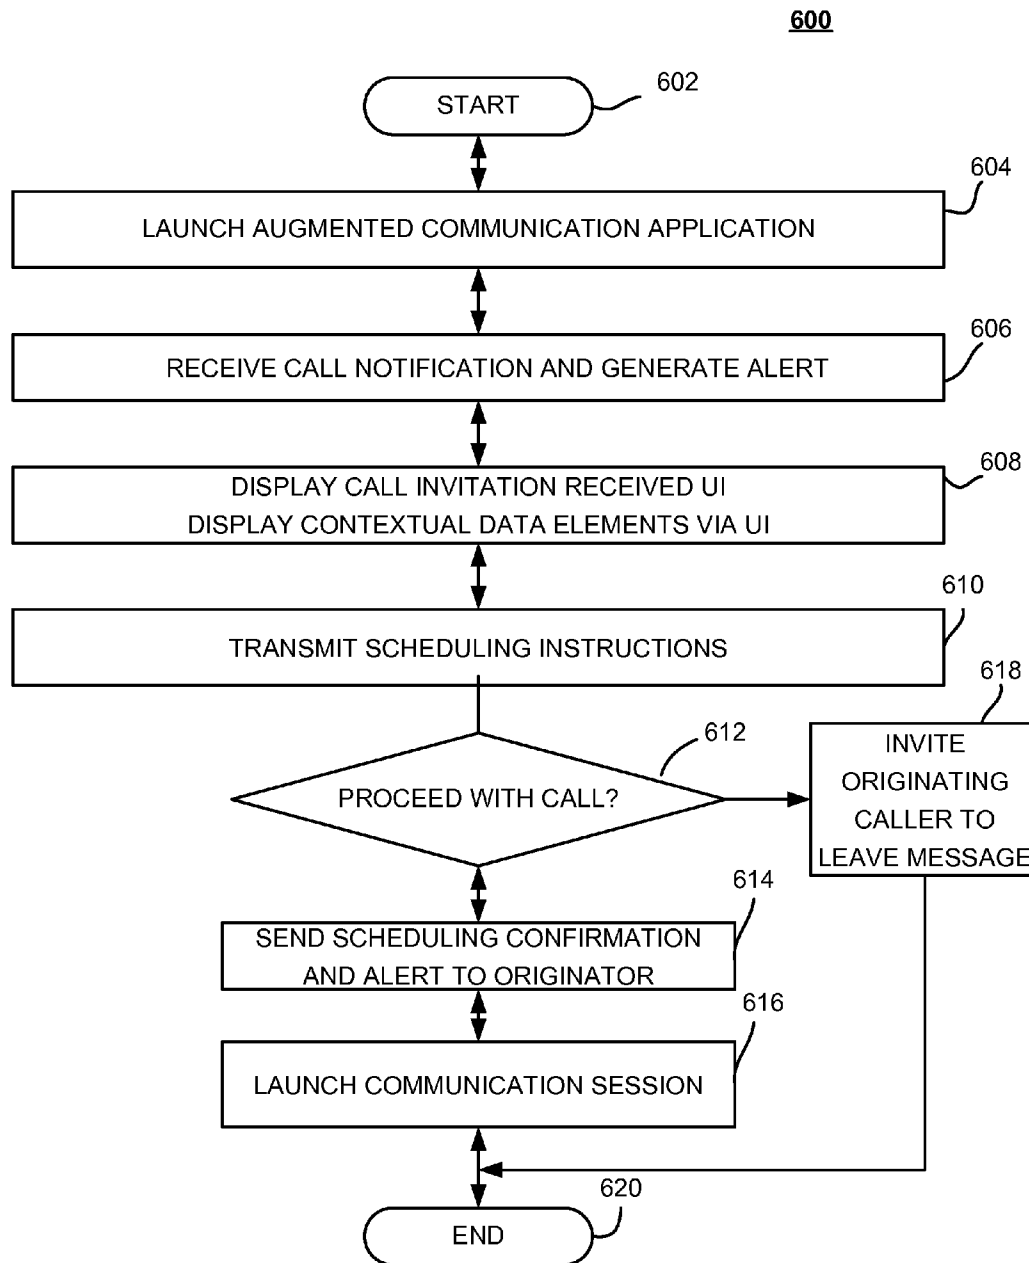 600
START
602
LAUNCH AUGMENTED COMMUNICATION APPLICATION
604
RECEIVE CALL NOTIFICATION AND GENERATE ALERT
606
DISPLAY CALL INVITATION RECEIVED UI
DISPLAY CONTEXTUAL DATA ELEMENTS VIA UI
608
TRANSMIT SCHEDULING INSTRUCTIONS
610
PROCEED WITH CALL?
612
INVITE
ORIGINATING
CALLER TO
LEAVE MESSAGE
618
SEND SCHEDULING CONFIRMATION
AND ALERT TO ORIGINATOR
614
LAUNCH COMMUNICATION SESSION
616
END
620